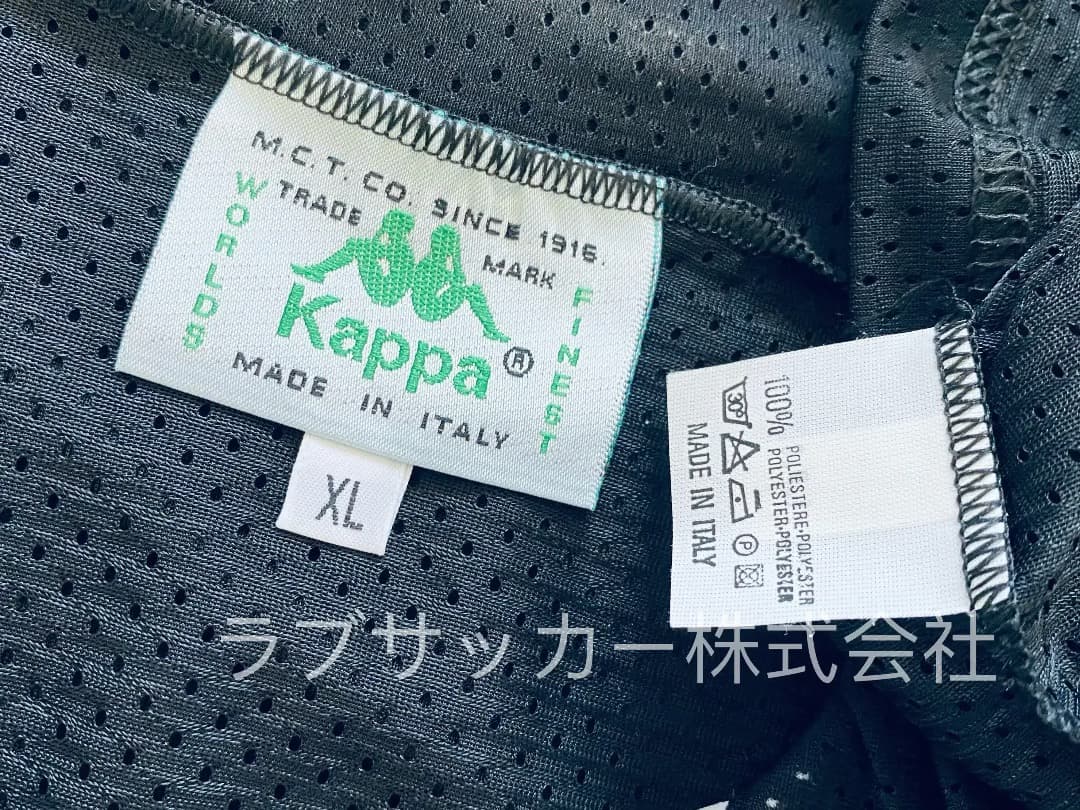 M.C.T. CO. SINCE 1916.
TRADE MARK
WORLDS
FINEST
Kappa®
MADE IN ITALY
XL
100% POLIESTERE·POLYESTER
POLYESTER·POLYESTER
30°
P
MADE IN ITALY
ラブサッカー株式会社